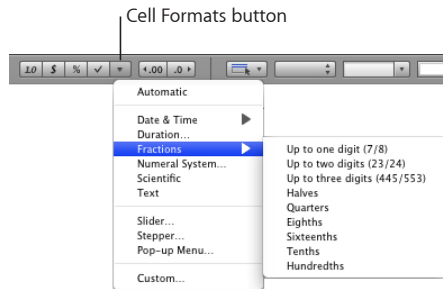 Cell Formats button
1.0 $ % .00 .0
Automatic
Date & Time
Duration...
Fractions
Numeral System...
Scientific
Text
Slider...
Stepper...
Pop-up Menu...
Custom...
Up to one digit (7/8)
Up to two digits (23/24)
Up to three digits (445/553)
Halves
Quarters
Eighths
Sixteenths
Tenths
Hundredths